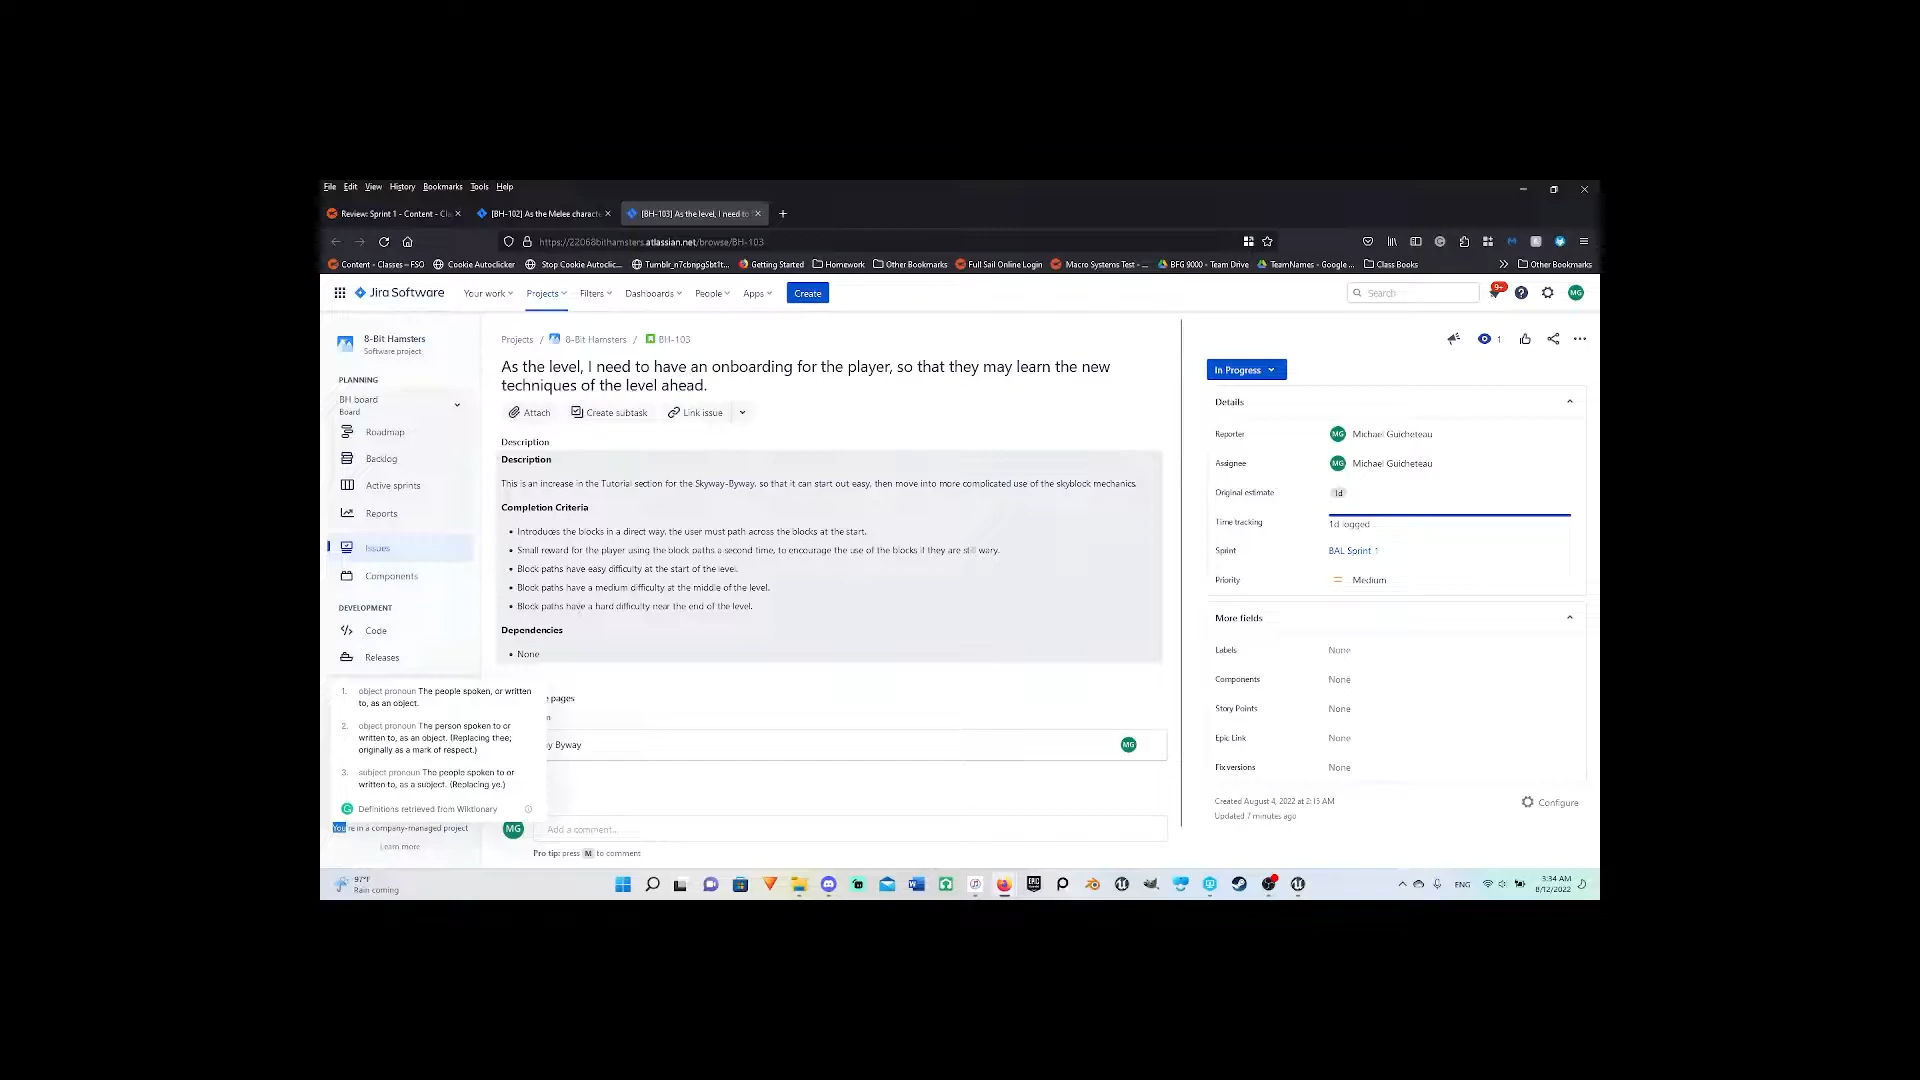 File Edit View History Bookmarks Tools Help
Review: Sprint 1 - Content - Cla
[BH-102] As the Melee characte
[BH-103] As the level, I need to
https://22068bithamsters.atlassian.net/browse/BH-103
Content - Classes – FSO
Cookie Autoclicker
Stop Cookie Autoclic...
Tumblr_n7cbnpgSbt1t...
Getting Started
Homework
Other Bookmarks
Full Sail Online Login
Macro Systems Test - ...
BFG 9000 - Team Drive
TeamNames - Google ...
Class Books
Other Bookmarks
Jira Software
Your work
Projects
Filters
Dashboards
People
Apps
Create
Search
9+
MG
8-Bit Hamsters
Software project
PLANNING
BH board
Board
Roadmap
Backlog
Active sprints
Reports
Issues
Components
DEVELOPMENT
Code
Releases
1. object pronoun The people spoken, or written
to, as an object.
2. object pronoun The person spoken to or
written to, as an object. (Replacing thee;
originally as a mark of respect.)
3. subject pronoun The people spoken to or
written to, as a subject. (Replacing ye.)
Definitions retrieved from Wiktionary
You're in a company-managed project
Learn more
Projects / 8-Bit Hamsters / BH-103
As the level, I need to have an onboarding for the player, so that they may learn the new
techniques of the level ahead.
Attach
Create subtask
Link issue
Description
Description
This is an increase in the Tutorial section for the Skyway-Byway, so that it can start out easy, then move into more complicated use of the skyblock mechanics.
Completion Criteria
• Introduces the blocks in a direct way, the user must path across the blocks at the start.
• Small reward for the player using the block paths a second time, to encourage the use of the blocks if they are still wary.
• Block paths have easy difficulty at the start of the level.
• Block paths have a medium difficulty at the middle of the level.
• Block paths have a hard difficulty near the end of the level.
Dependencies
• None
pages
Byway
MG
MG
Add a comment...
Pro tip: press M to comment
1
In Progress
Details
Reporter
MG Michael Guicheteau
Assignee
MG Michael Guicheteau
Original estimate
1d
Time tracking
1d logged
Sprint
BAL Sprint 1
Priority
Medium
More fields
Labels
None
Components
None
Story Points
None
Epic Link
None
Fix versions
None
Created August 4, 2022 at 2:15 AM
Updated 7 minutes ago
Configure
97°F
Rain coming
ENG
3:34 AM
8/12/2022